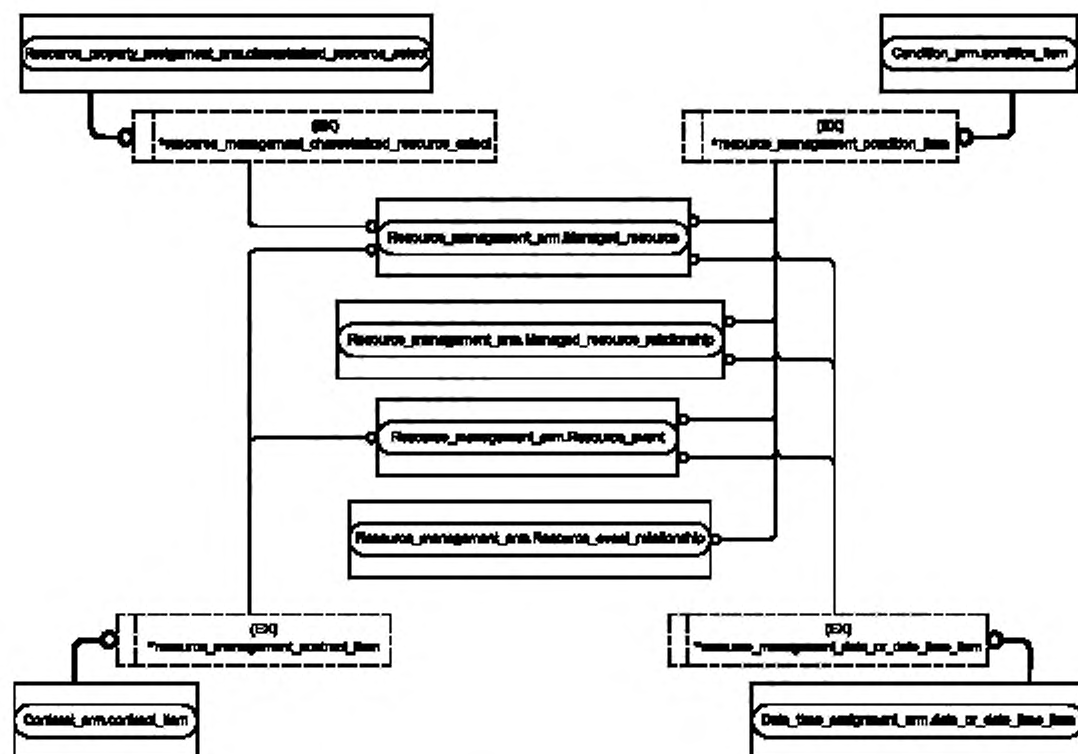 Resource_property_assignment_arm.characterized_resource_select
Condition_arm.condition_item
(EX)
*resource_management_characterized_resource_select
(EX)
*resource_management_condition_item
Resource_management_arm.Managed_resource
Resource_management_arm.Managed_resource_relationship
Resource_management_arm.Resource_event
Resource_management_arm.Resource_event_relationship
(EX)
*resource_management_contract_item
(EX)
*resource_management_date_or_date_time_item
Contract_arm.contract_item
Date_time_assignment_arm.date_or_date_time_item